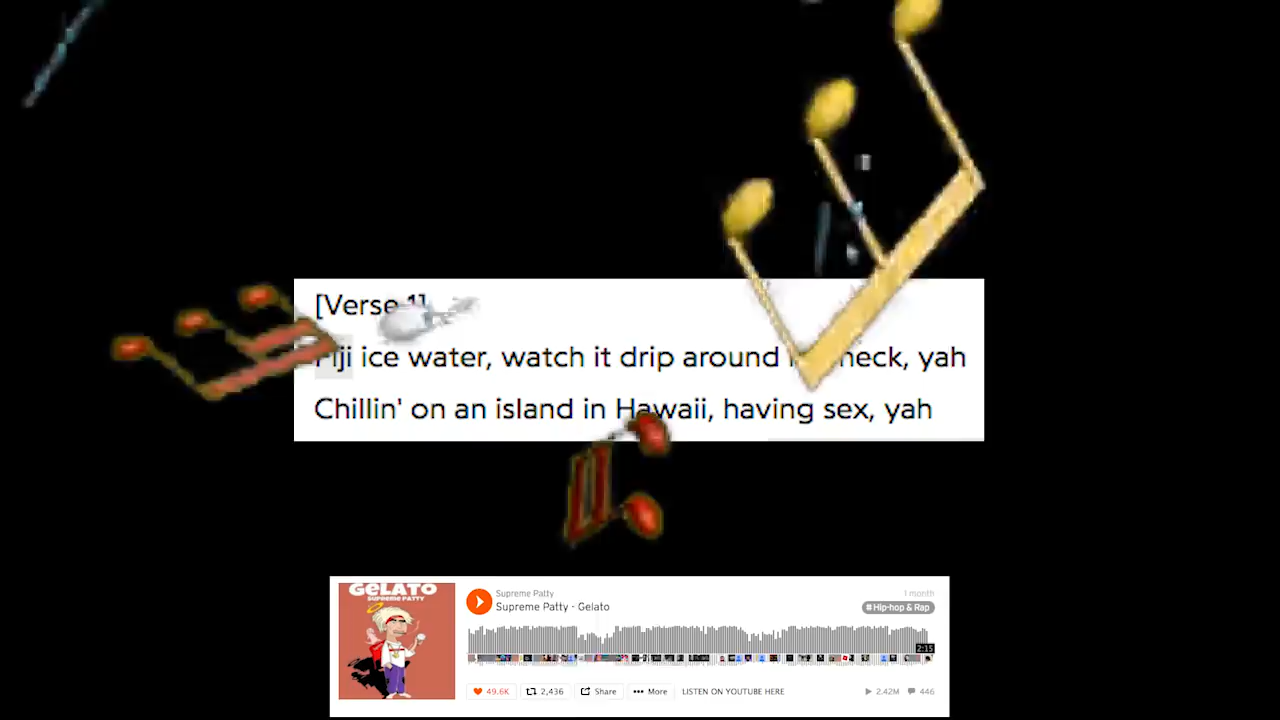 [Verse 1]
Fiji ice water, watch it drip around neck, yah
Chillin' on an island in Hawaii, having sex, yah
GELATO
SUPREME PATTY
Supreme Patty
Supreme Patty - Gelato
1 month
# Hip-hop & Rap
2:15
49.6K
2,436
Share
More
LISTEN ON YOUTUBE HERE
2.42M
446